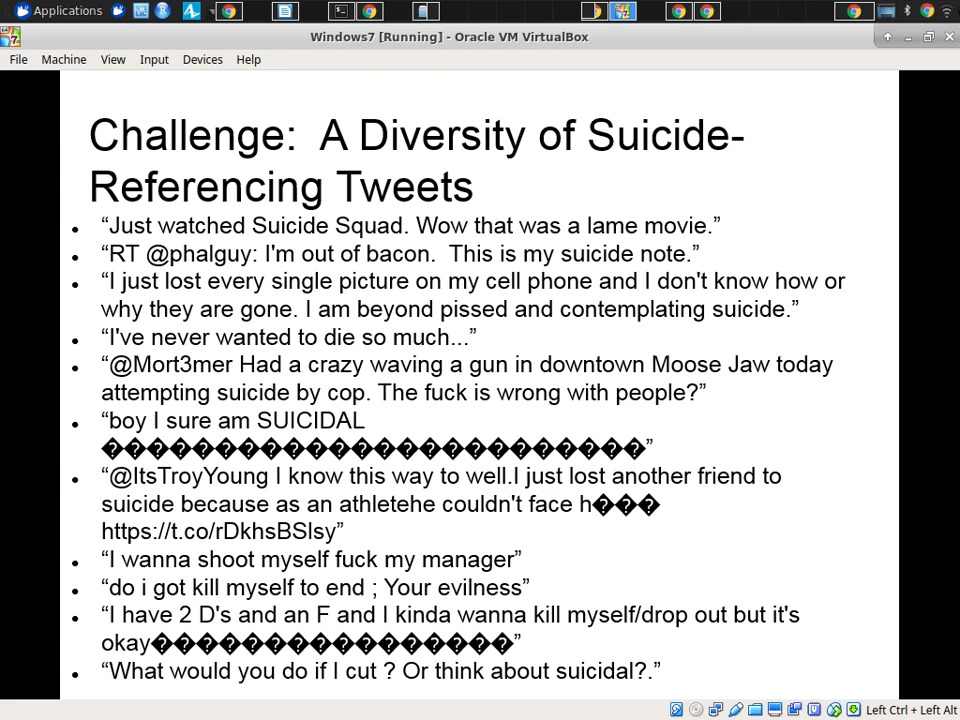 Applications
Windows7 [Running] - Oracle VM VirtualBox
File Machine View Input Devices Help
Challenge:  A Diversity of Suicide-
Referencing Tweets
• “Just watched Suicide Squad. Wow that was a lame movie.”
• “RT @phalguy: I'm out of bacon.  This is my suicide note.”
• “I just lost every single picture on my cell phone and I don't know how or
why they are gone. I am beyond pissed and contemplating suicide.”
• “I've never wanted to die so much...”
• “@Mort3mer Had a crazy waving a gun in downtown Moose Jaw today
attempting suicide by cop. The fuck is wrong with people?”
• “boy I sure am SUICIDAL
������������������������������”
• “@ItsTroyYoung I know this way to well.I just lost another friend to
suicide because as an athletehe couldn't face h���
https://t.co/rDkhsBSlsy”
• “I wanna shoot myself fuck my manager”
• “do i got kill myself to end ; Your evilness”
• “I have 2 D's and an F and I kinda wanna kill myself/drop out but it's
okay��������������������”
• “What would you do if I cut ? Or think about suicidal?.”
Left Ctrl + Left Alt